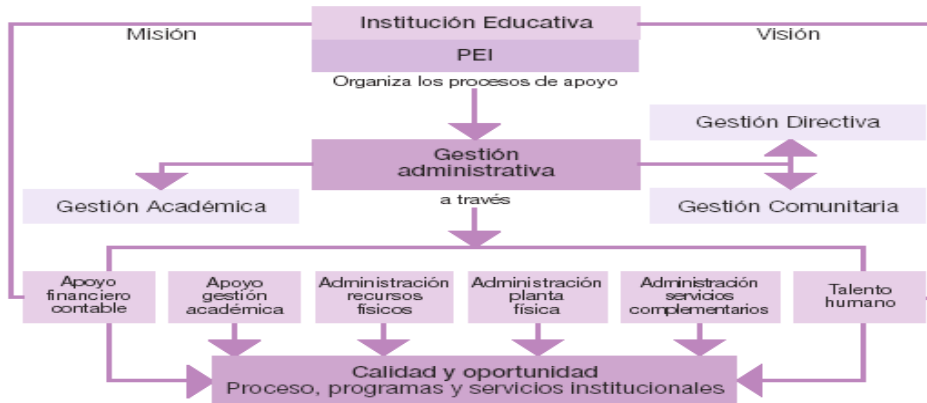 Institución Educativa
Misión
Visión
PEI
Organiza los procesos de apoyo
Gestión Directiva
Gestión
administrativa
Gestión Académica
a través
Gestión Comunitaria
Apoyo
financiero
contable
Apoyo
gestión
académica
Administración
recursos
físicos
Administración
planta
física
Administración
servicios
complementarios
Talento
humano
Calidad y oportunidad
Proceso, programas y servicios institucionales